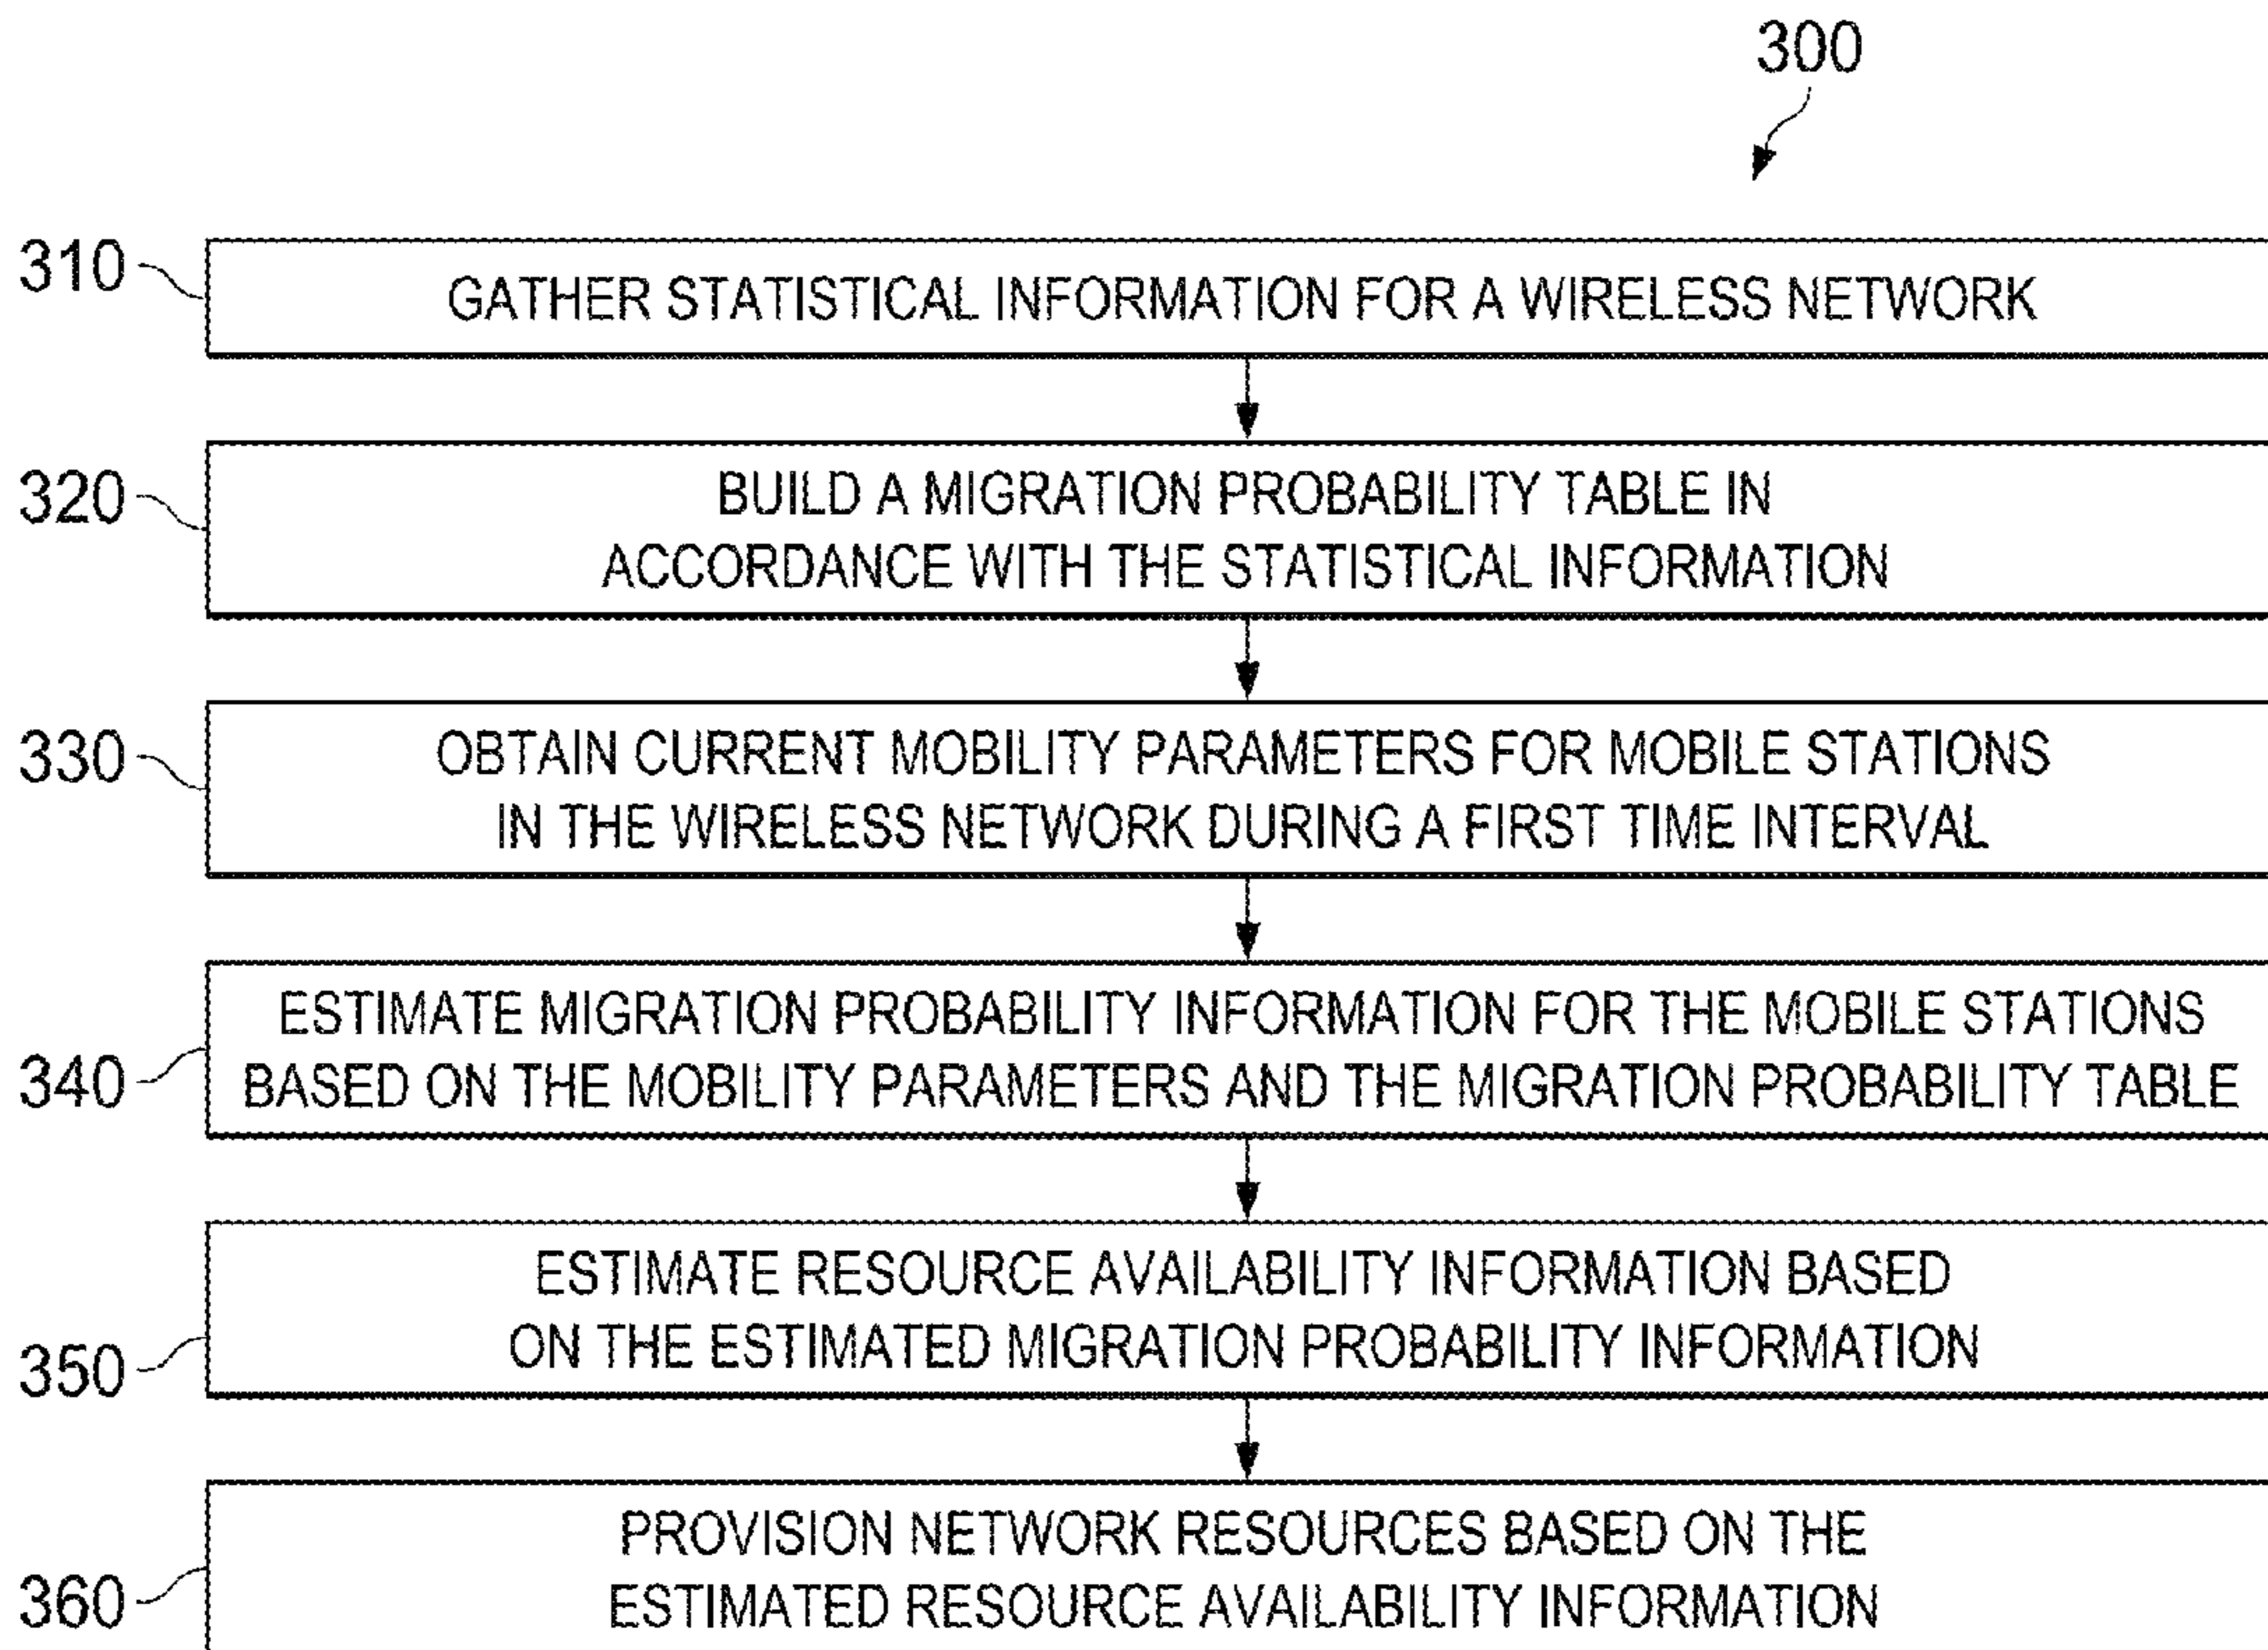 300
310
GATHER STATISTICAL INFORMATION FOR A WIRELESS NETWORK
320
BUILD A MIGRATION PROBABILITY TABLE IN
ACCORDANCE WITH THE STATISTICAL INFORMATION
330
OBTAIN CURRENT MOBILITY PARAMETERS FOR MOBILE STATIONS
IN THE WIRELESS NETWORK DURING A FIRST TIME INTERVAL
340
ESTIMATE MIGRATION PROBABILITY INFORMATION FOR THE MOBILE STATIONS
BASED ON THE MOBILITY PARAMETERS AND THE MIGRATION PROBABILITY TABLE
350
ESTIMATE RESOURCE AVAILABILITY INFORMATION BASED
ON THE ESTIMATED MIGRATION PROBABILITY INFORMATION
360
PROVISION NETWORK RESOURCES BASED ON THE
ESTIMATED RESOURCE AVAILABILITY INFORMATION